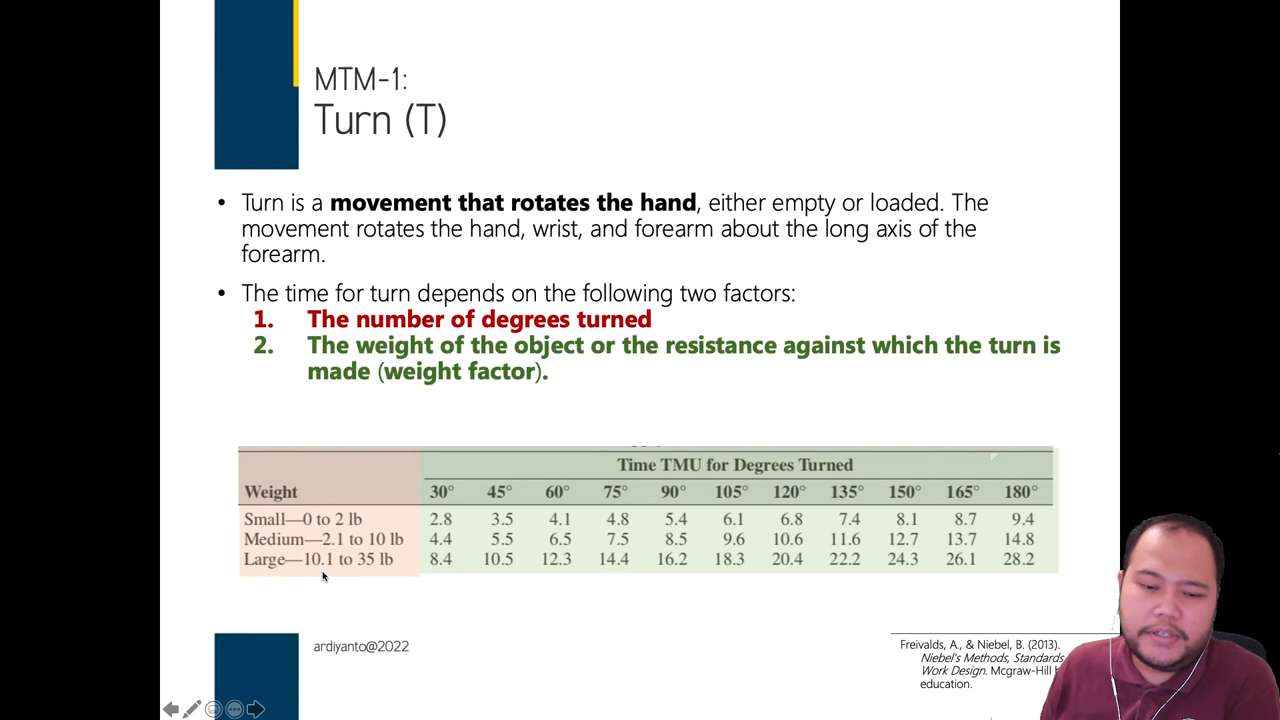 MTM-1:
Turn (T)
• Turn is a movement that rotates the hand, either empty or loaded. The
movement rotates the hand, wrist, and forearm about the long axis of the
forearm.
• The time for turn depends on the following two factors:
1. The number of degrees turned
2. The weight of the object or the resistance against which the turn is
made (weight factor).
Time TMU for Degrees Turned
Weight 30° 45° 60° 75° 90° 105° 120° 135° 150° 165° 180°
Small—0 to 2 lb 2.8 3.5 4.1 4.8 5.4 6.1 6.8 7.4 8.1 8.7 9.4
Medium—2.1 to 10 lb 4.4 5.5 6.5 7.5 8.5 9.6 10.6 11.6 12.7 13.7 14.8
Large—10.1 to 35 lb 8.4 10.5 12.3 14.4 16.2 18.3 20.4 22.2 24.3 26.1 28.2
ardiyanto@2022
Freivalds, A., & Niebel, B. (2013).
Niebel's Methods, Standards
Work Design. Mcgraw-Hill
education.